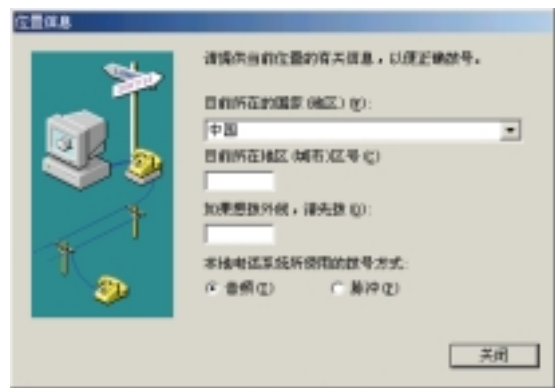 位置信息
请提供当前位置的有关信息，以便正确拨号。
目前所在的国家(地区)(Y):
中国
目前所在地区(城市)区号(C)
如果想拨外线，请先拨(O):
本地电话系统所使用的拨号方式:
音频(T) 脉冲(P)
关闭